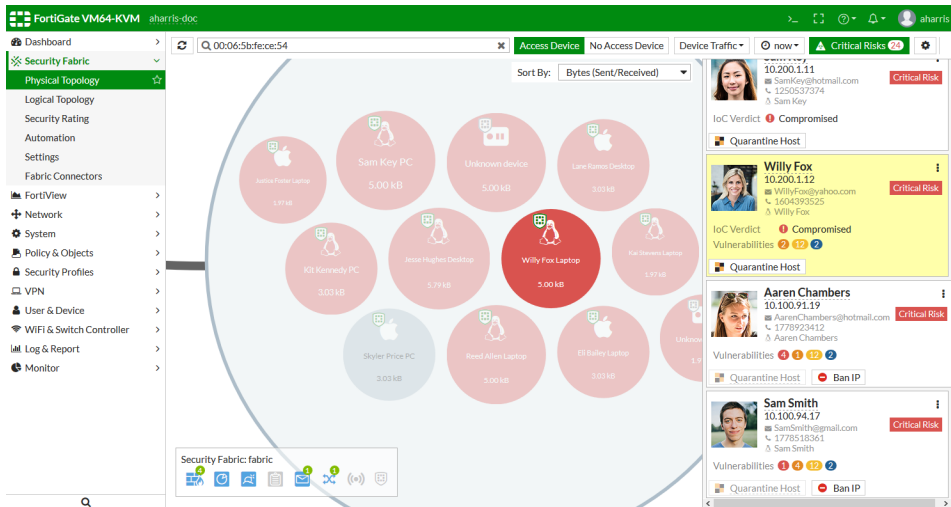 FortiGate VM64-KVM aharris-doc
>_ aharris
Dashboard
Security Fabric
Physical Topology
Logical Topology
Security Rating
Automation
Settings
Fabric Connectors
FortiView
Network
System
Policy & Objects
Security Profiles
VPN
User & Device
WiFi & Switch Controller
Log & Report
Monitor
00:06:5b:fe:ce:54
Access Device No Access Device Device Traffic now Critical Risks 24
Sort By: Bytes (Sent/Received)
Justice Foster Laptop
1.97 kB
Sam Key PC
5.00 kB
Unknown device
5.00 kB
Lane Ramos Desktop
3.03 kB
Kit Kennedy PC
3.03 kB
Jesse Hughes Desktop
5.79 kB
Willy Fox Laptop
5.00 kB
Kai Stevens Laptop
1.97 kB
Skyler Price PC
3.03 kB
Reed Allen Laptop
5.00 kB
Eli Bailey Laptop
3.03 kB
Security Fabric: fabric
4 1 1
Sam Key
10.200.1.11
SamKey@hotmail.com
1250537374
Sam Key
Critical Risk
IoC Verdict Compromised
Quarantine Host
Willy Fox
10.200.1.12
WillyFox@yahoo.com
1604393525
Willy Fox
Critical Risk
IoC Verdict Compromised
Vulnerabilities 2 12 2
Quarantine Host
Aaren Chambers
10.100.91.19
AarenChambers@hotmail.com
1778923412
Aaren Chambers
Critical Risk
Vulnerabilities 4 1 12 2
Quarantine Host Ban IP
Sam Smith
10.100.94.17
SamSmith@gmail.com
1778518361
Sam Smith
Critical Risk
Vulnerabilities 1 4 12 2
Quarantine Host Ban IP